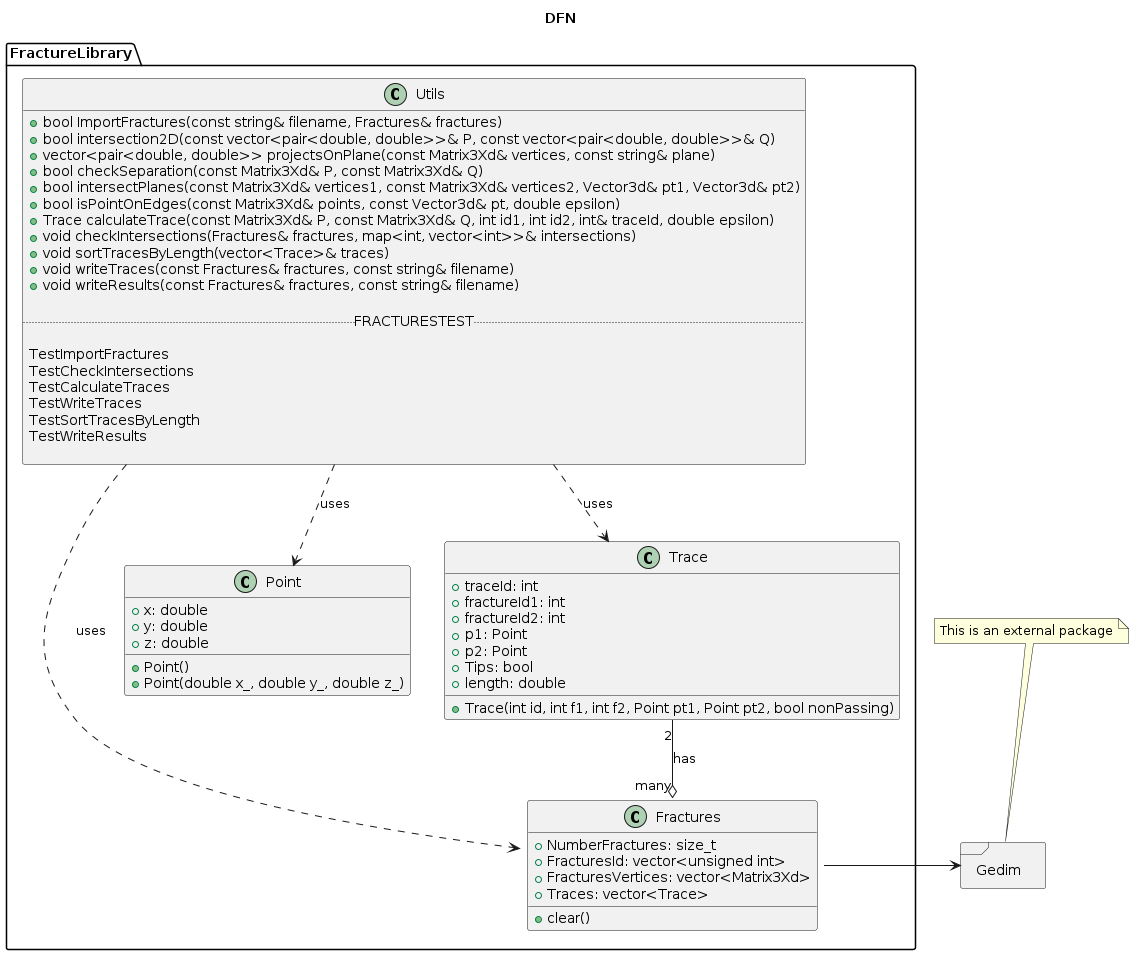 DFN
FractureLibrary
C Utils
bool ImportFractures(const string& filename, Fractures& fractures)
bool intersection2D(const vector<pair<double, double>>& P, const vector<pair<double, double>>& Q)
vector<pair<double, double>> projectsOnPlane(const Matrix3Xd& vertices, const string& plane)
bool checkSeparation(const Matrix3Xd& P, const Matrix3Xd& Q)
bool intersectPlanes(const Matrix3Xd& vertices1, const Matrix3Xd& vertices2, Vector3d& pt1, Vector3d& pt2)
bool isPointOnEdges(const Matrix3Xd& points, const Vector3d& pt, double epsilon)
Trace calculateTrace(const Matrix3Xd& P, const Matrix3Xd& Q, int id1, int id2, int& traceId, double epsilon)
void checkIntersections(Fractures& fractures, map<int, vector<int>>& intersections)
void sortTracesByLength(vector<Trace>& traces)
void writeTraces(const Fractures& fractures, const string& filename)
void writeResults(const Fractures& fractures, const string& filename)
FRACTURESTEST
TestImportFractures
TestCheckIntersections
TestCalculateTraces
TestWriteTraces
TestSortTracesByLength
TestWriteResults
uses
uses
uses
C Point
x: double
y: double
z: double
Point()
Point(double x_, double y_, double z_)
C Trace
traceId: int
fractureId1: int
fractureId2: int
p1: Point
p2: Point
Tips: bool
length: double
Trace(int id, int f1, int f2, Point pt1, Point pt2, bool nonPassing)
This is an external package
2
has
many
C Fractures
NumberFractures: size_t
FracturesId: vector<unsigned int>
FracturesVertices: vector<Matrix3Xd>
Traces: vector<Trace>
clear()
Gedim